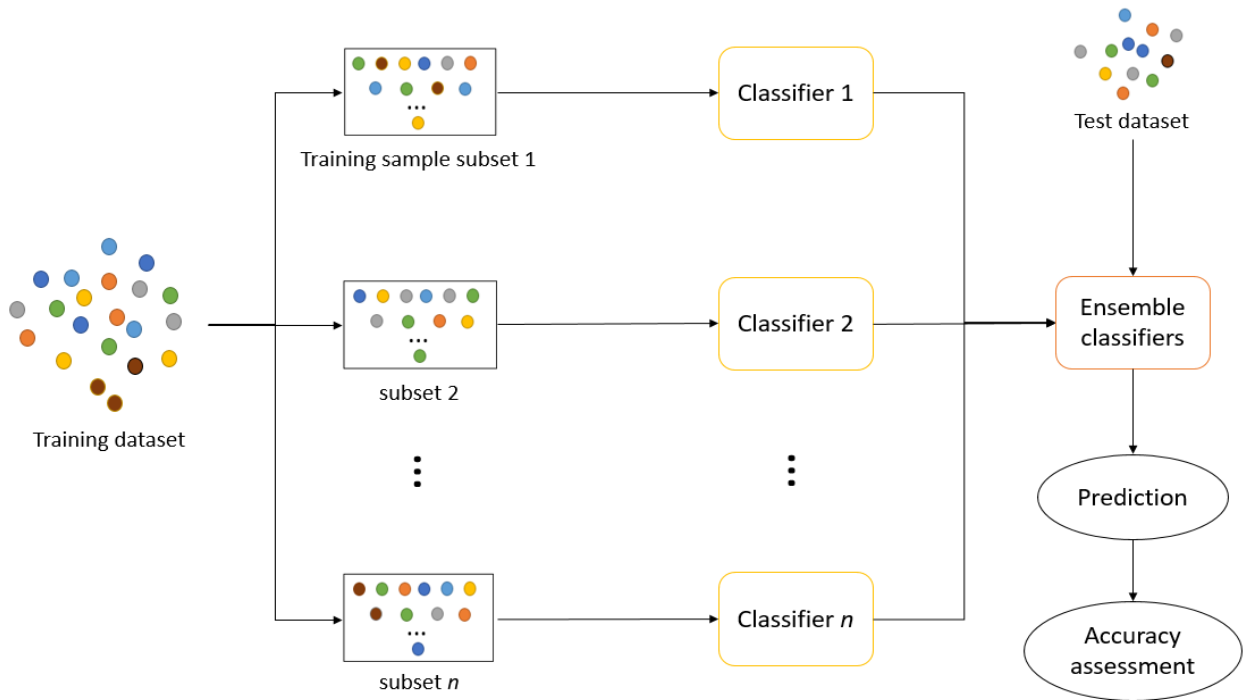 Training dataset
...
Training sample subset 1
...
subset 2
...
subset n
Classifier 1
Classifier 2
Classifier n
Test dataset
Ensemble
classifiers
Prediction
Accuracy
assessment